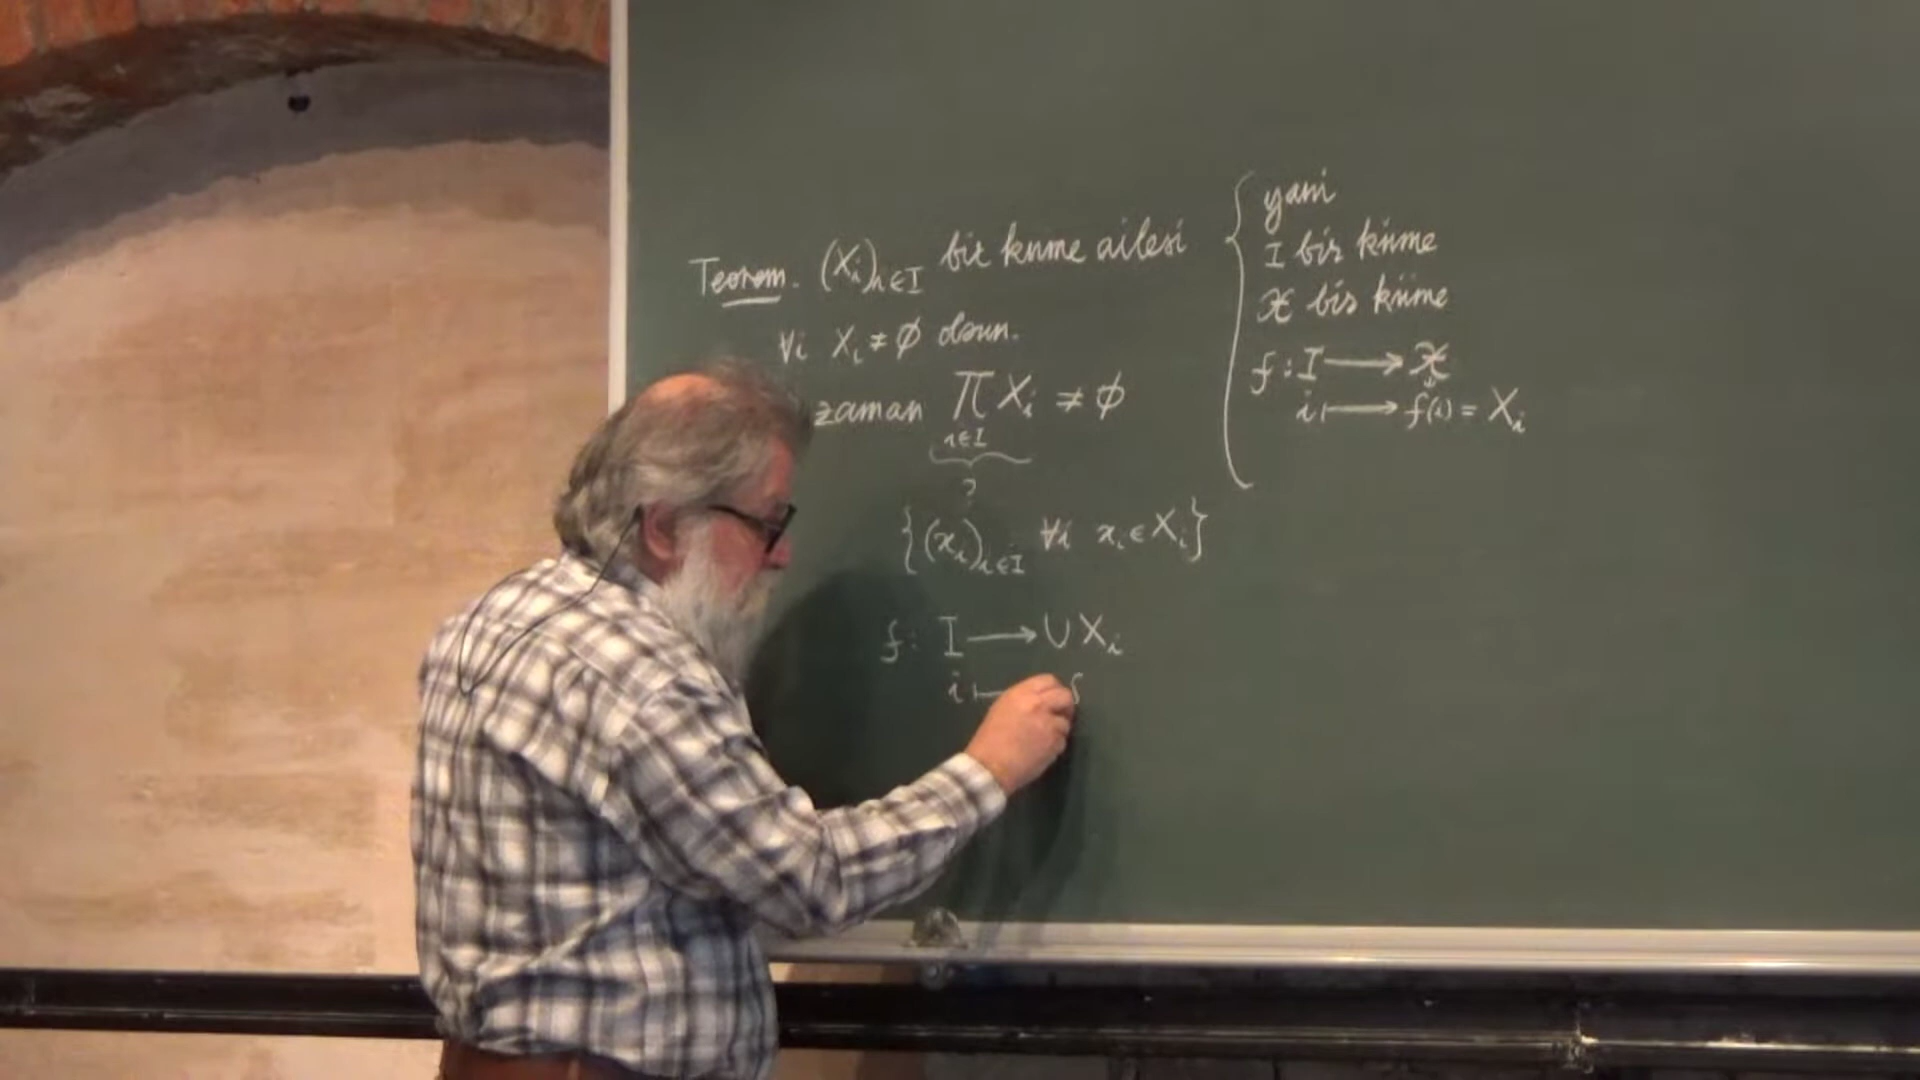 Teorem. (Xᵢ)ᵢ∈I bir küme ailesi
∀i Xᵢ ≠ ∅ olsun.
zaman ∏ Xᵢ ≠ ∅
i∈I
?
{(xᵢ)ᵢ∈I ∀i xᵢ ∈ Xᵢ}
f: I ⟶ ∪Xᵢ
i ⟼ f
{ yani
I bir küme
𝒳 bir küme
f: I ⟶ 𝒳
i ⟼ f(i) = Xᵢ